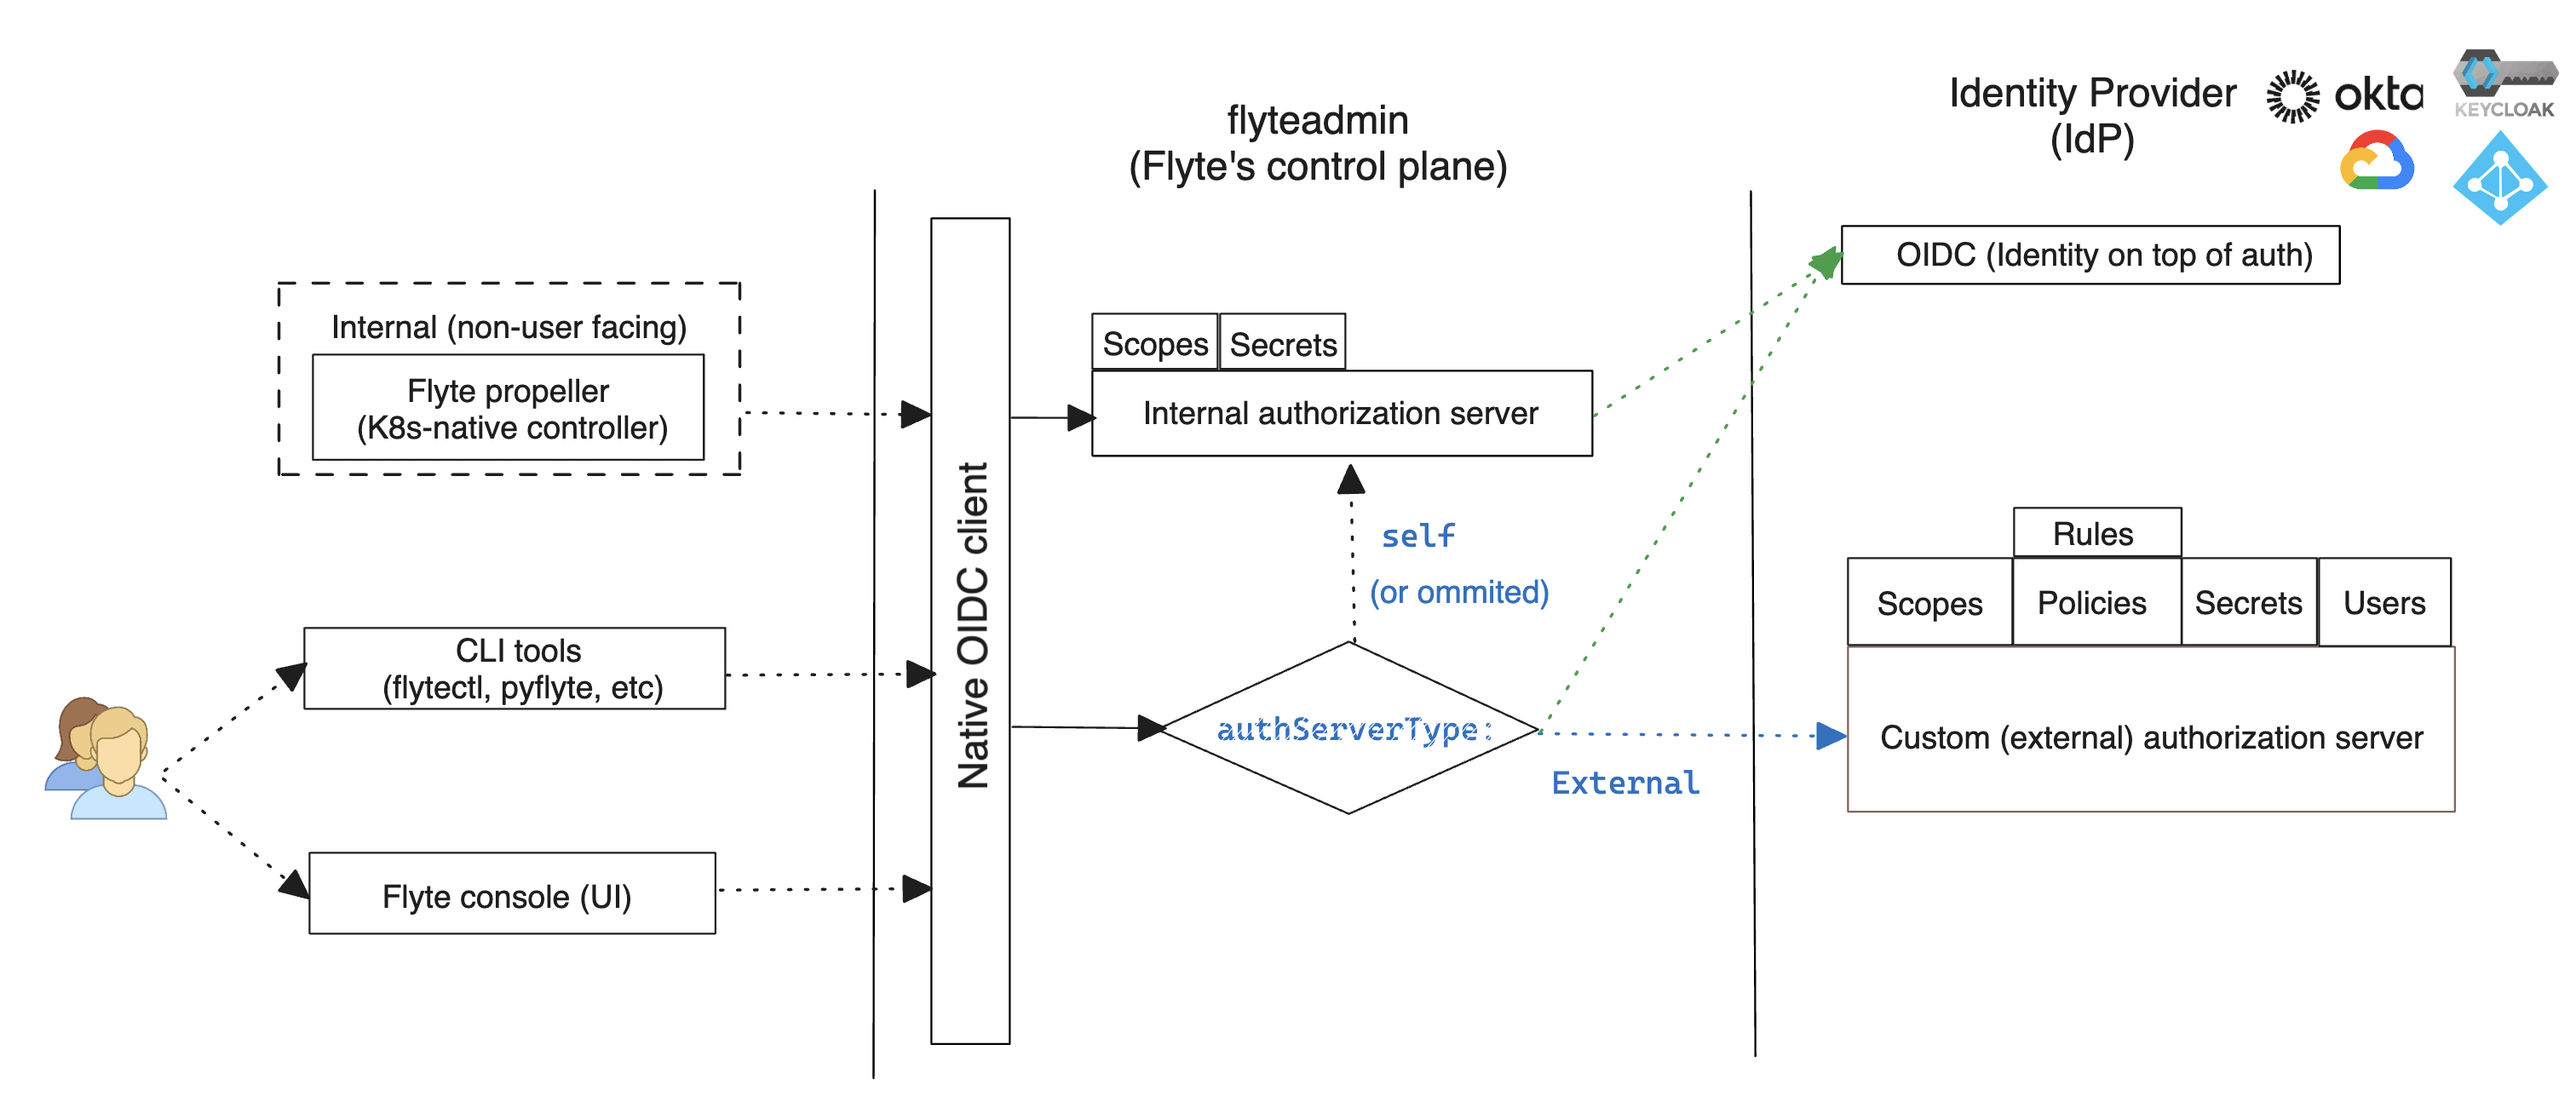 Identity Provider
(IdP)
okta
KEYCLOAK
flyteadmin
(Flyte's control plane)
OIDC (Identity on top of auth)
Internal (non-user facing)
Flyte propeller
(K8s-native controller)
Scopes
Secrets
Internal authorization server
Native OIDC client
self
(or ommited)
Rules
Scopes
Policies
Secrets
Users
CLI tools
(flytectl, pyflyte, etc)
authServerType:
External
Custom (external) authorization server
Flyte console (UI)